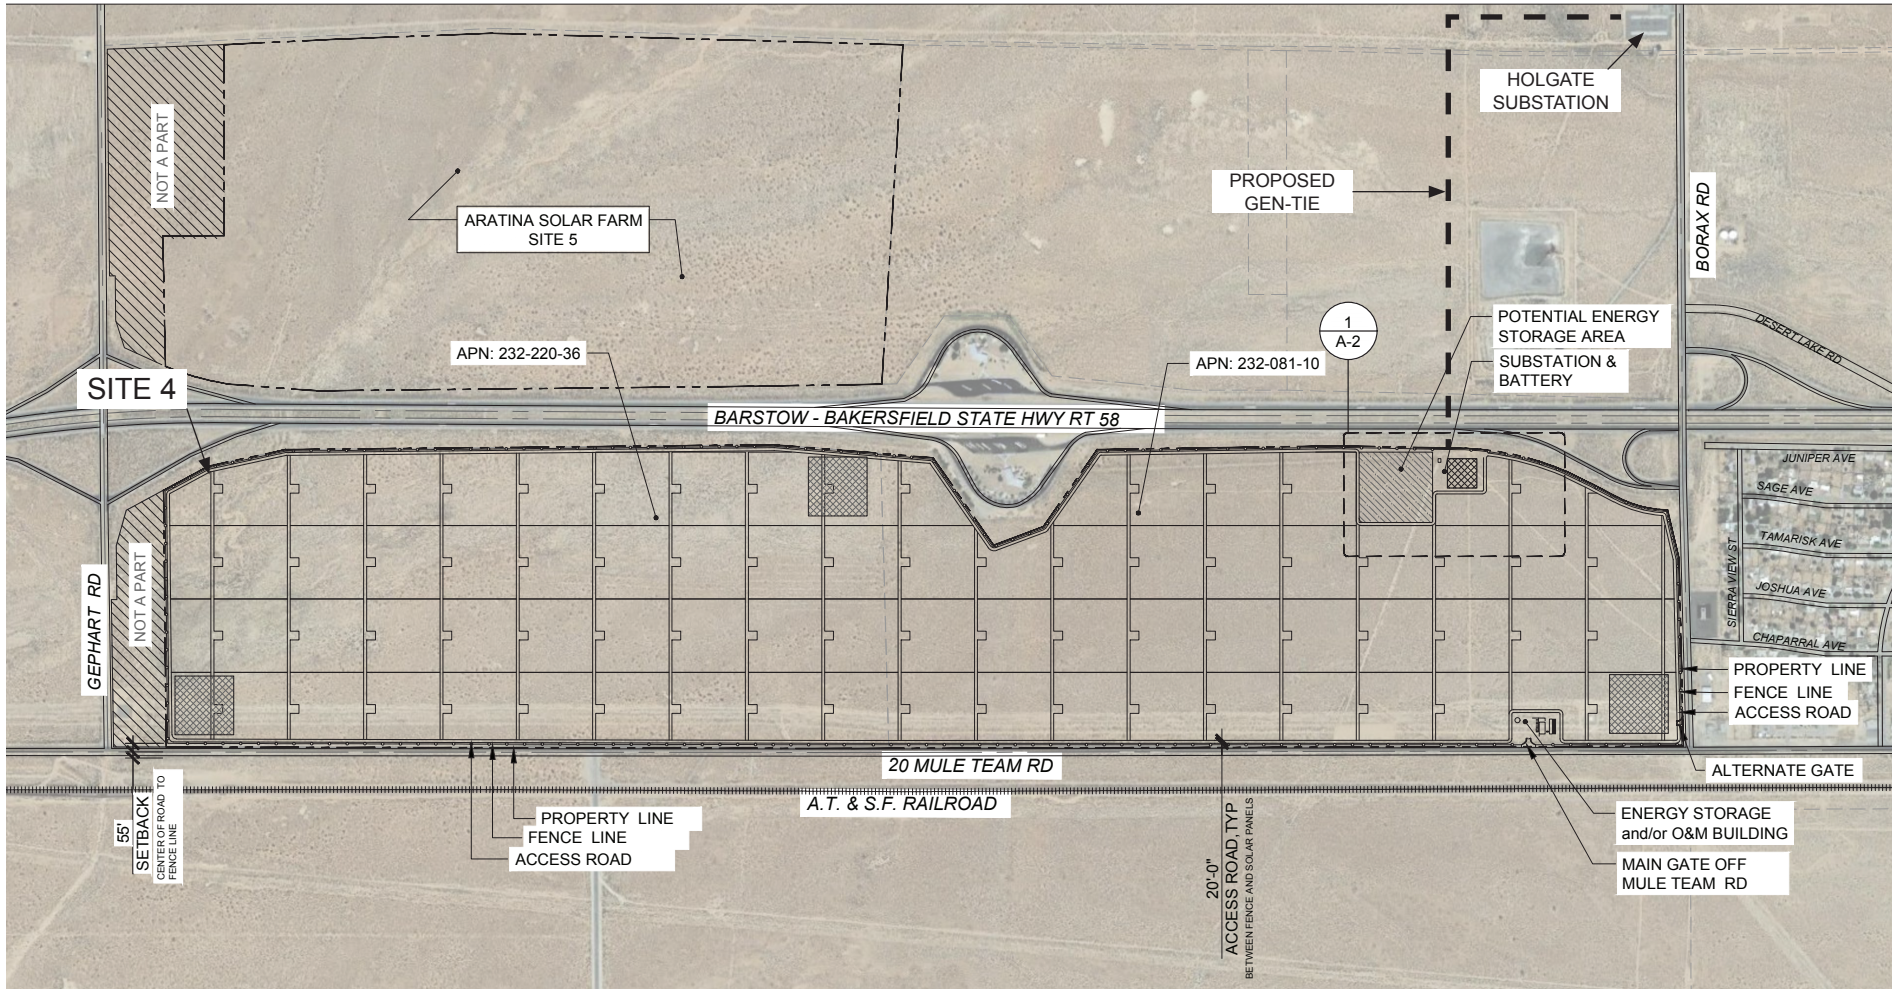 HOLGATE
SUBSTATION
NOT A PART
PROPOSED
GEN-TIE
ARATINA SOLAR FARM
SITE 5
BORAX RD
1
A-2
POTENTIAL ENERGY
STORAGE AREA
DESERT LAKE RD
APN: 232-220-36
APN: 232-081-10
SUBSTATION &
BATTERY
SITE 4
BARSTOW - BAKERSFIELD STATE HWY RT 58
JUNIPER AVE
SAGE AVE
TAMARISK AVE
JOSHUA AVE
SIERRA VIEW ST
CHAPARRAL AVE
NOT A PART
GEPHART RD
PROPERTY LINE
FENCE LINE
ACCESS ROAD
20 MULE TEAM RD
ALTERNATE GATE
A.T. & S.F. RAILROAD
55'
SETBACK
CENTER OF ROAD TO
FENCE LINE
PROPERTY LINE
FENCE LINE
ACCESS ROAD
20'-0"
ACCESS ROAD, TYP
BETWEEN FENCE AND SOLAR PANELS
ENERGY STORAGE
and/or O&M BUILDING
MAIN GATE OFF
MULE TEAM RD